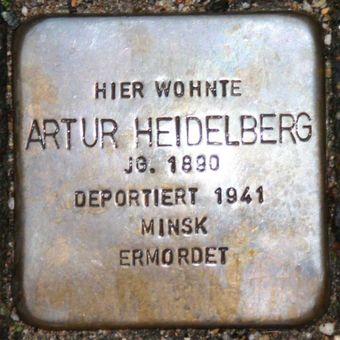 HIER WOHNTE
ARTUR HEIDELBERG
JG. 1890
DEPORTIERT 1941
MINSK
ERMORDET